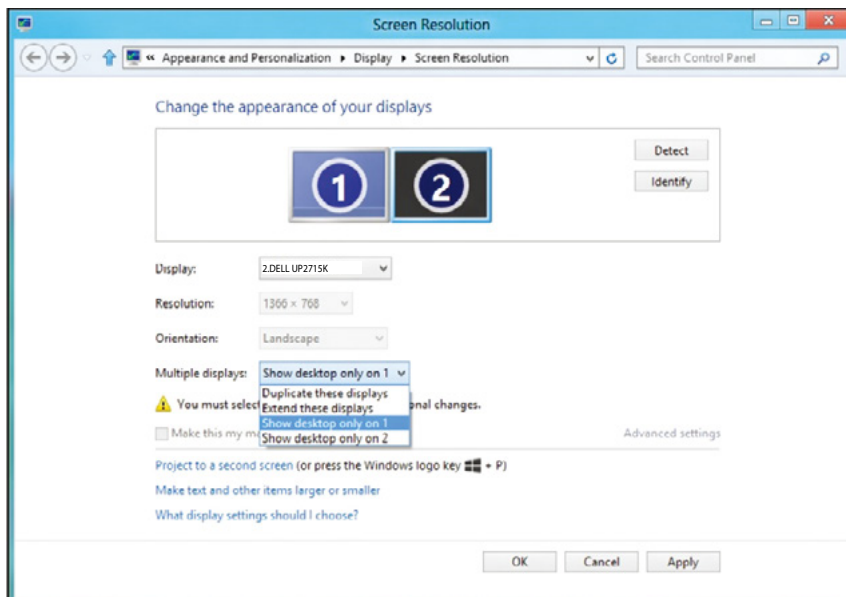 Screen Resolution
« Appearance and Personalization ▸ Display ▸ Screen Resolution Search Control Panel
Change the appearance of your displays
1 2
Detect
Identify
Display: 2.DELL UP2715K
Resolution: 1366 × 768
Orientation: Landscape
Multiple displays: Show desktop only on 1
Duplicate these displays
You must selec
Extend these displays
onal changes.
Show desktop only on 1
Make this my m
Show desktop only on 2
Advanced settings
Project to a second screen (or press the Windows logo key + P)
Make text and other items larger or smaller
What display settings should I choose?
OK Cancel Apply